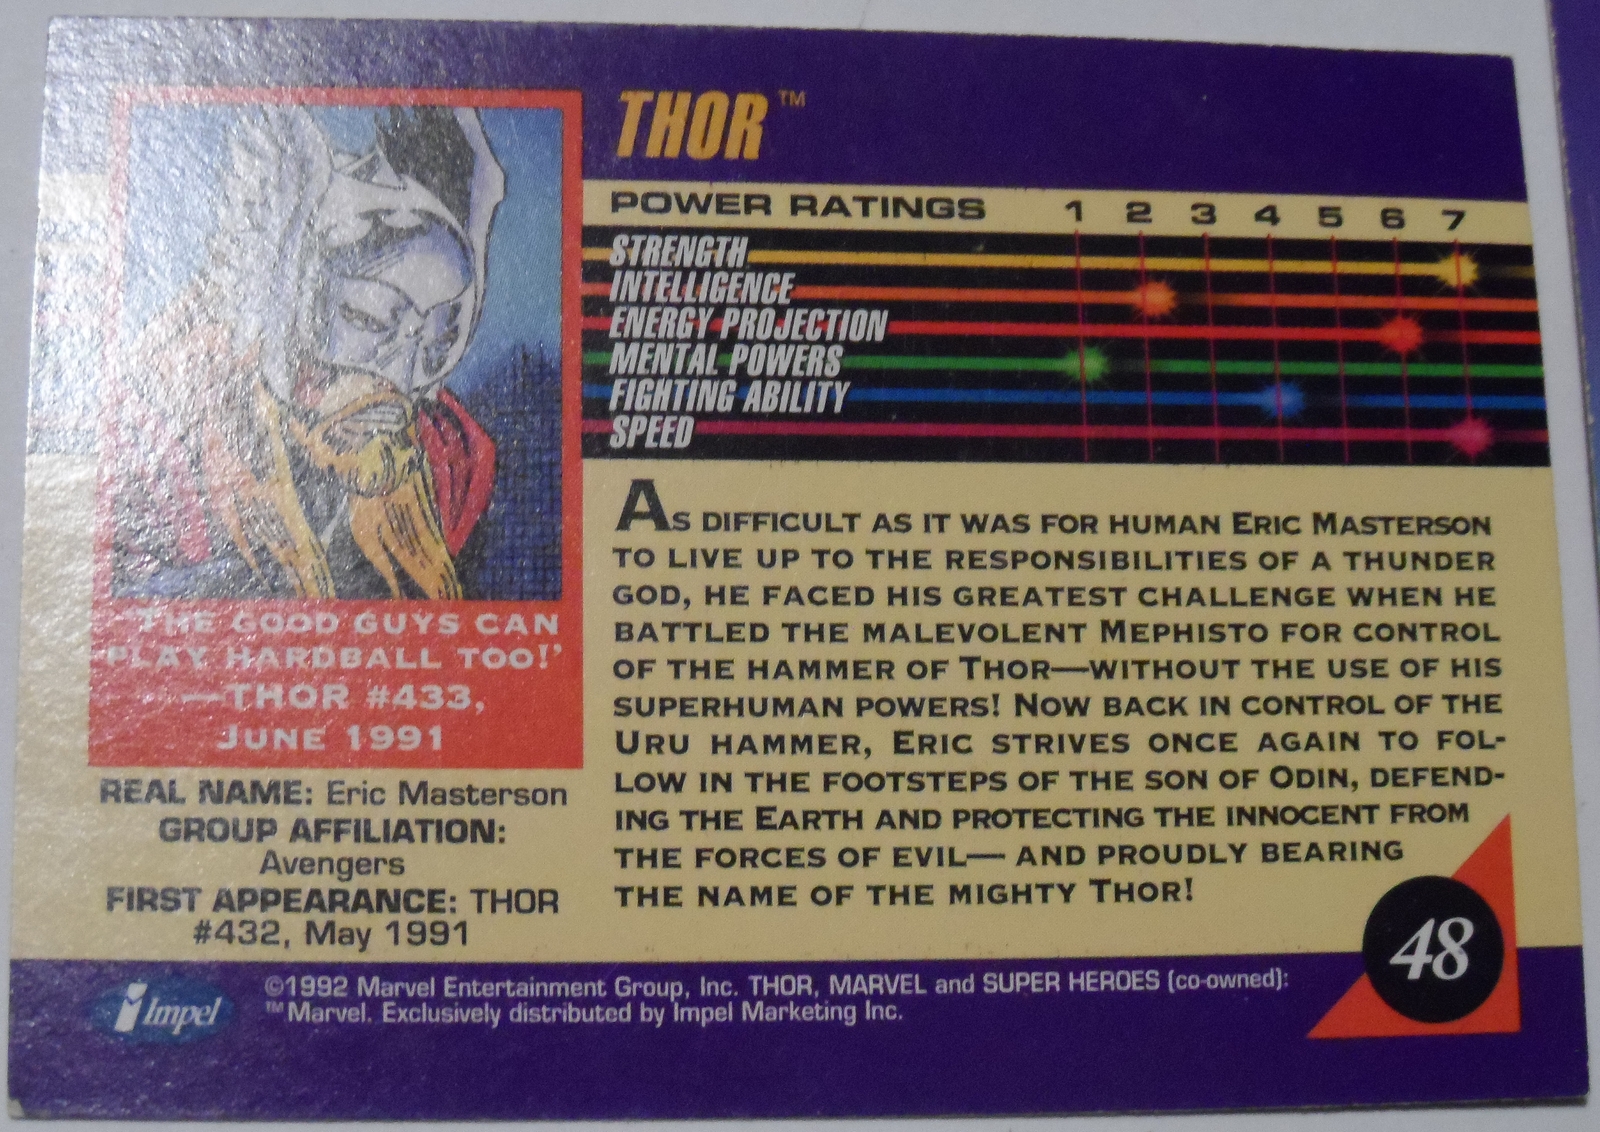 THOR™
POWER RATINGS 1 2 3 4 5 6 7
STRENGTH
INTELLIGENCE
ENERGY PROJECTION
MENTAL POWERS
FIGHTING ABILITY
SPEED
'THE GOOD GUYS CAN
PLAY HARDBALL TOO!'
—THOR #433,
JUNE 1991
REAL NAME: Eric Masterson
GROUP AFFILIATION:
Avengers
FIRST APPEARANCE: THOR
#432, May 1991
AS DIFFICULT AS IT WAS FOR HUMAN ERIC MASTERSON
TO LIVE UP TO THE RESPONSIBILITIES OF A THUNDER
GOD, HE FACED HIS GREATEST CHALLENGE WHEN HE
BATTLED THE MALEVOLENT MEPHISTO FOR CONTROL
OF THE HAMMER OF THOR—WITHOUT THE USE OF HIS
SUPERHUMAN POWERS! NOW BACK IN CONTROL OF THE
URU HAMMER, ERIC STRIVES ONCE AGAIN TO FOL-
LOW IN THE FOOTSTEPS OF THE SON OF ODIN, DEFEND-
ING THE EARTH AND PROTECTING THE INNOCENT FROM
THE FORCES OF EVIL— AND PROUDLY BEARING
THE NAME OF THE MIGHTY THOR!
48
Impel
©1992 Marvel Entertainment Group, Inc. THOR, MARVEL and SUPER HEROES (co-owned):
™Marvel. Exclusively distributed by Impel Marketing Inc.